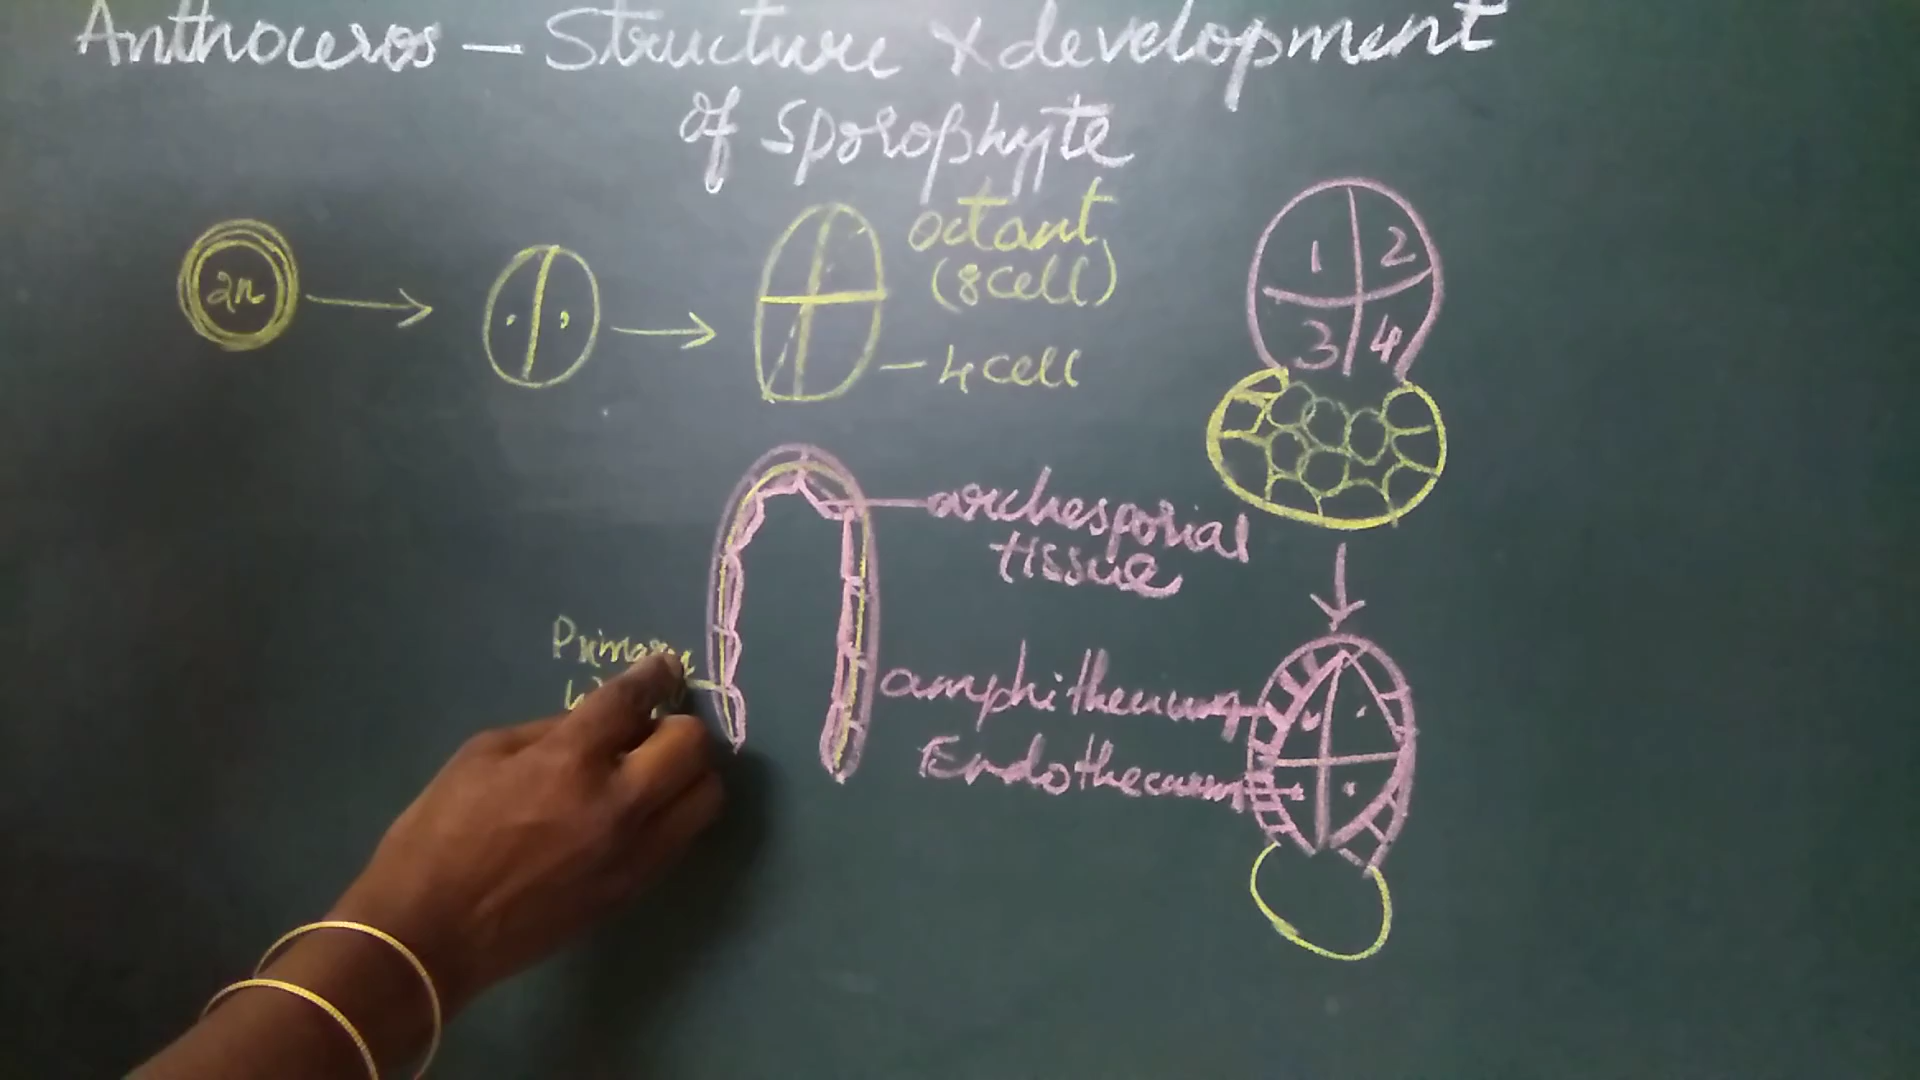 Anthoceros - Structure & development
of Sporophyte
2n
octant
(8 cell)
- 4 cell
1 2
3 4
archesporial
tissue
Primary
amphithecium
Endothecium